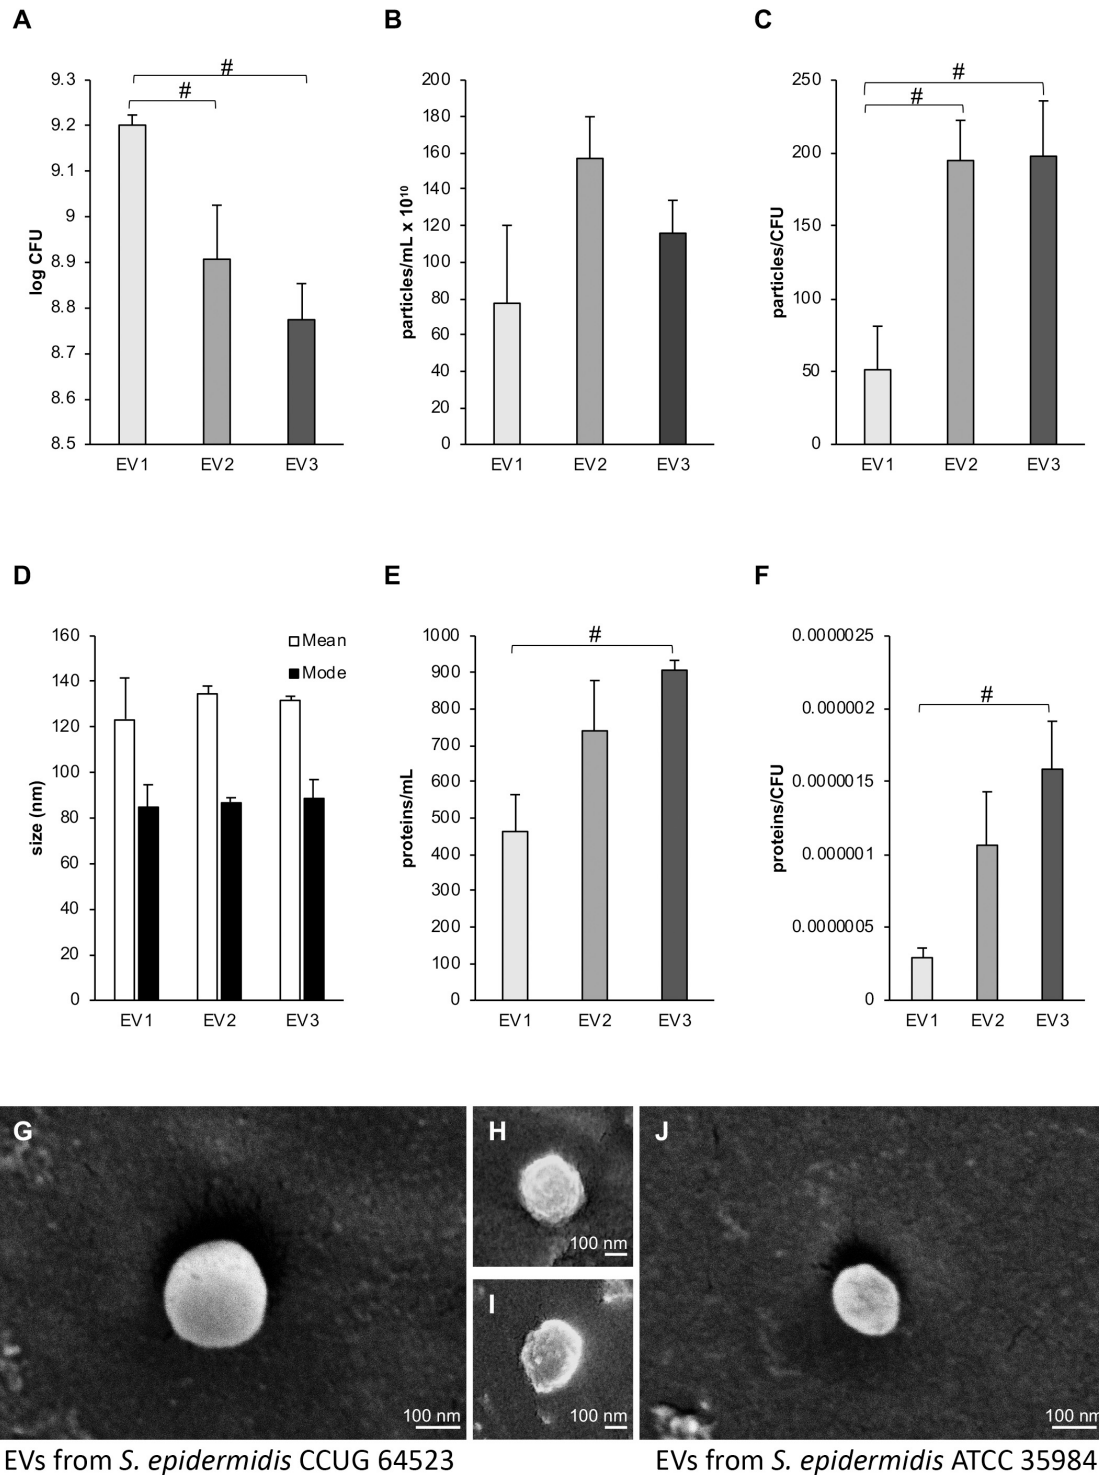 A
#
#
9.3
9.2
9.1
9
8.9
8.8
8.7
8.6
8.5
log CFU
EV1 EV2 EV3
B
200
180
160
140
120
100
80
60
40
20
0
particles/mL x 10¹⁰
EV1 EV2 EV3
C
#
#
250
200
150
100
50
0
particles/CFU
EV1 EV2 EV3
D
Mean
Mode
160
140
120
100
80
60
40
20
0
size (nm)
EV1 EV2 EV3
E
#
1000
900
800
700
600
500
400
300
200
100
0
proteins/mL
EV1 EV2 EV3
F
#
0.0000025
0.000002
0.0000015
0.000001
0.0000005
0
proteins/CFU
EV1 EV2 EV3
G
100 nm
H
100 nm
I
100 nm
J
100 nm
EVs from S. epidermidis CCUG 64523
EVs from S. epidermidis ATCC 35984